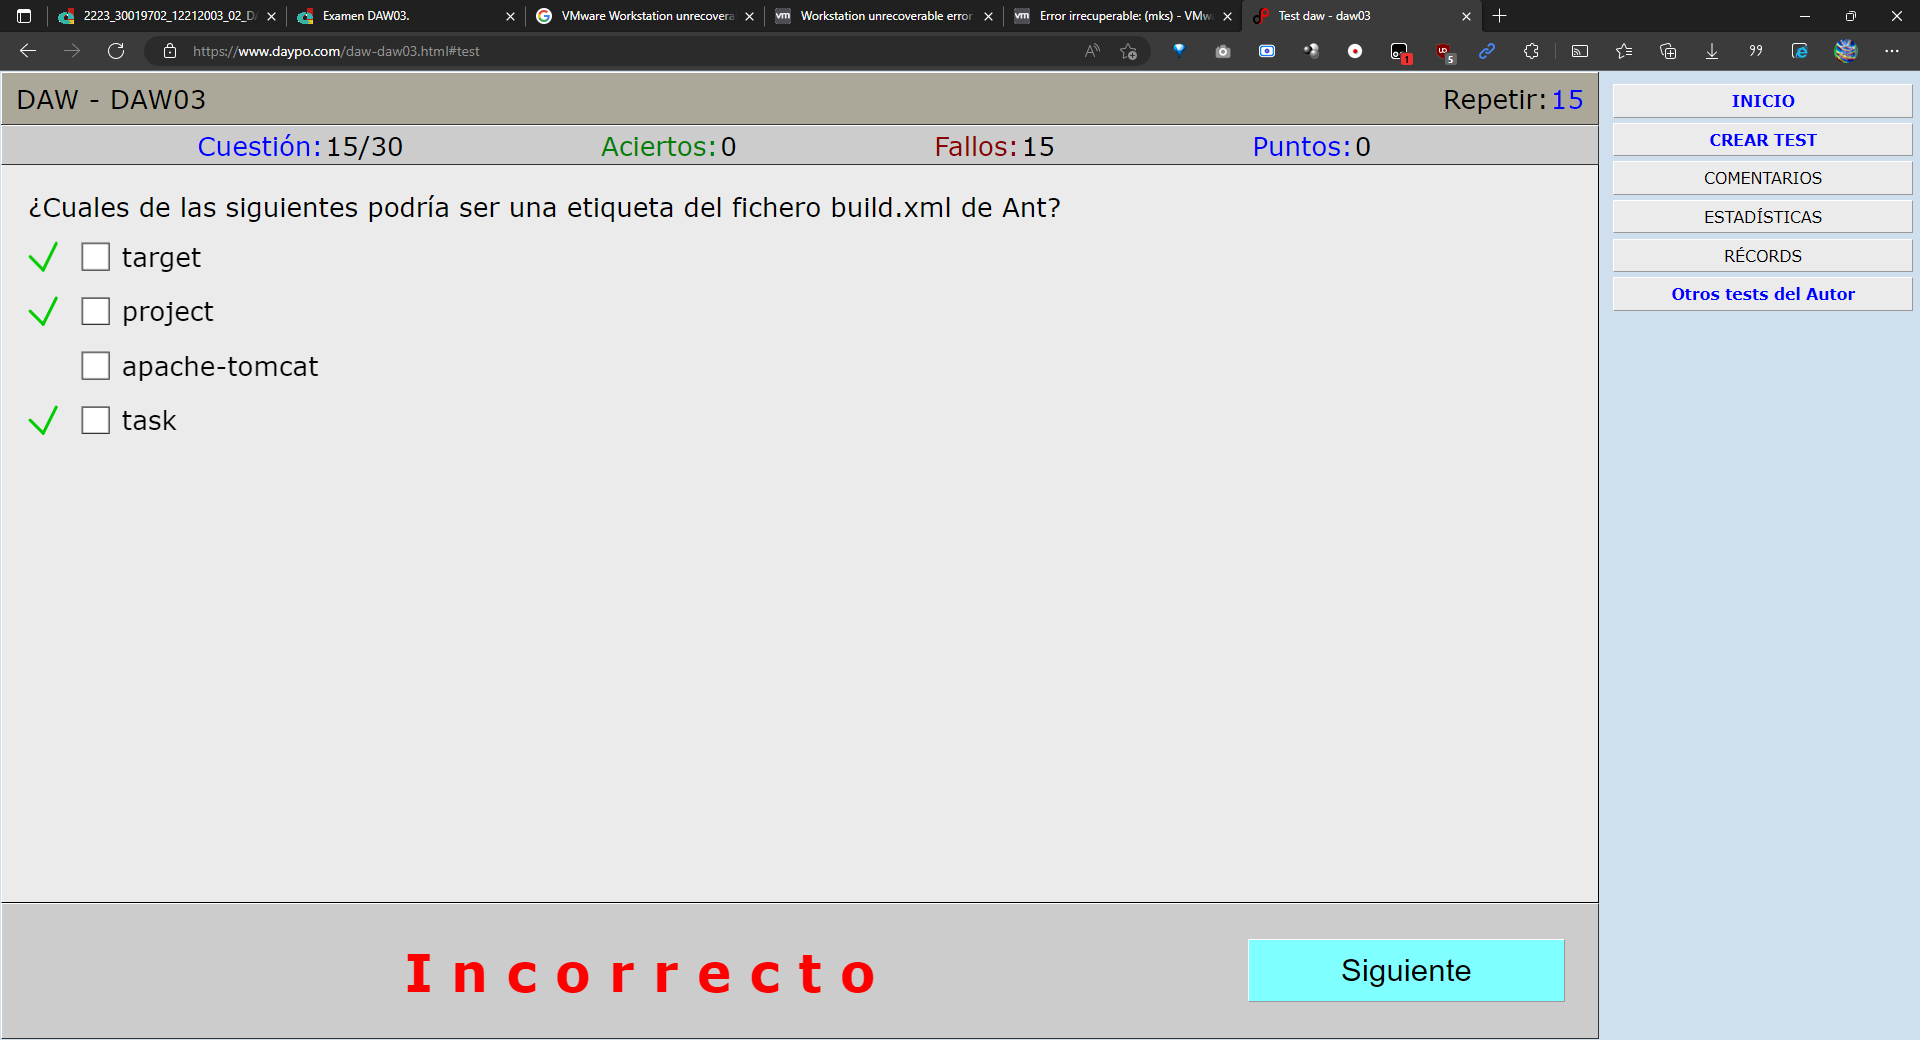 2223_30019702_12212003_02_D
Examen DAW03.
VMware Workstation unrecovera
Workstation unrecoverable error
Error irrecuperable: (mks) - VMw
Test daw - daw03
https://www.daypo.com/daw-daw03.html#test
1
5
DAW - DAW03
Repetir: 15
Cuestión: 15/30
Aciertos: 0
Fallos: 15
Puntos: 0
¿Cuales de las siguientes podría ser una etiqueta del fichero build.xml de Ant?
target
project
apache-tomcat
task
Incorrecto
Siguiente
INICIO
CREAR TEST
COMENTARIOS
ESTADÍSTICAS
RÉCORDS
Otros tests del Autor